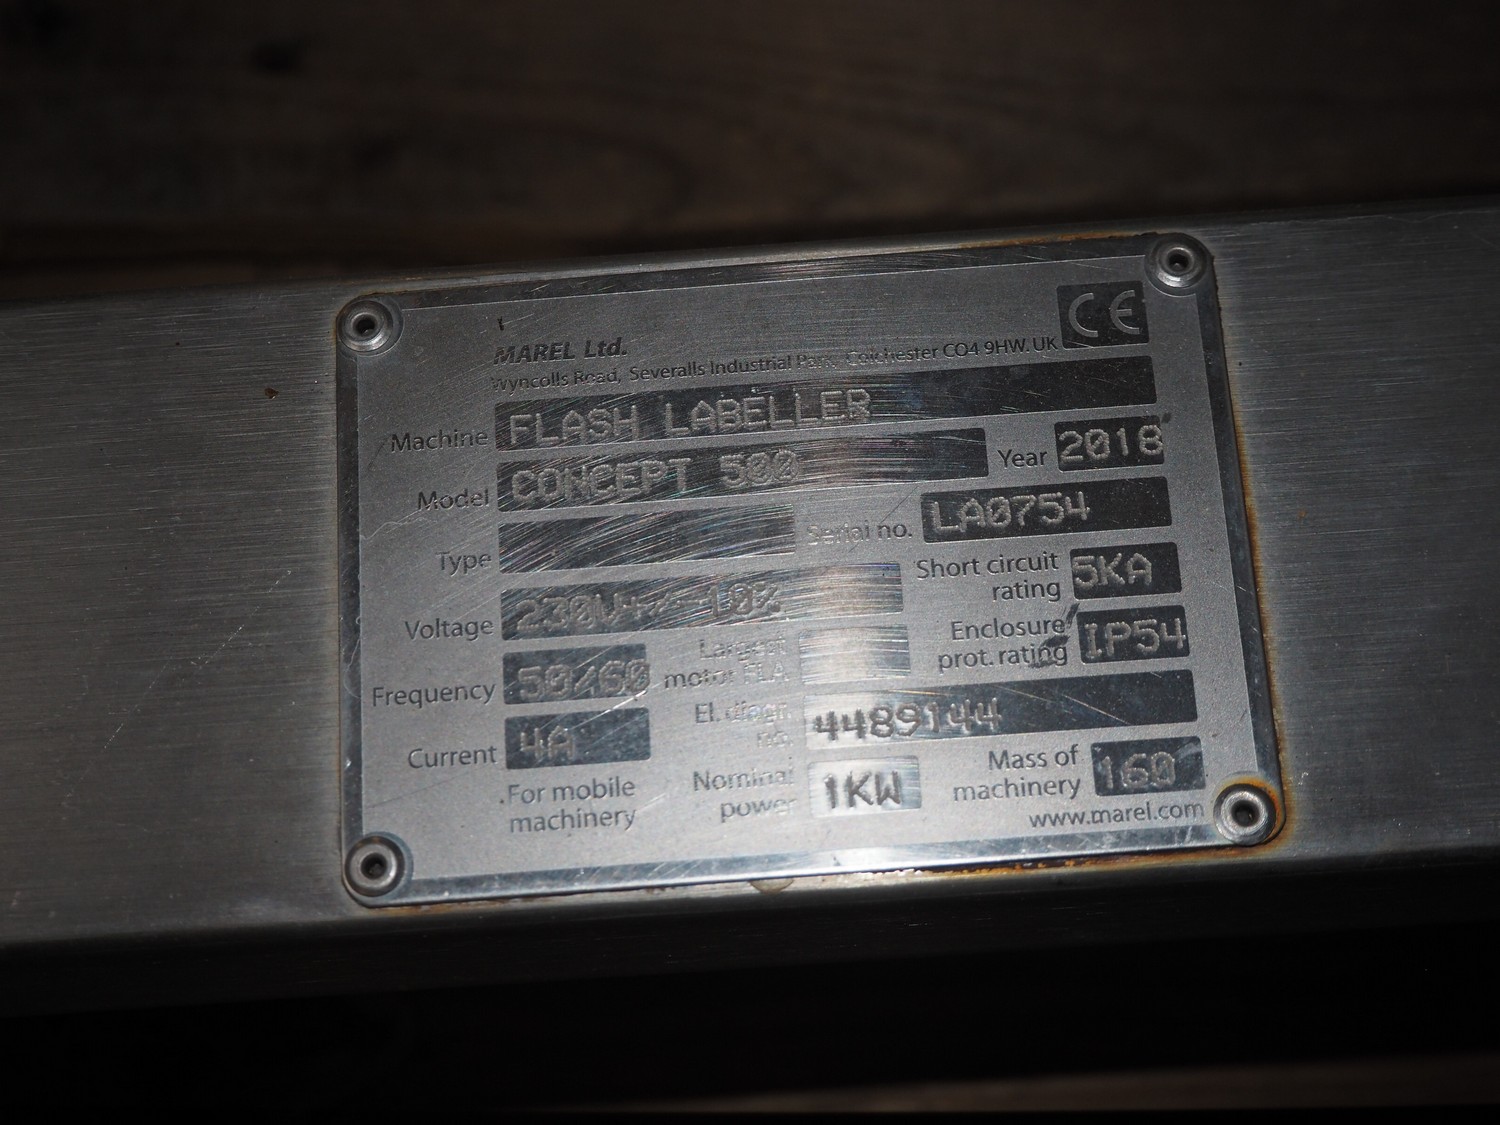 MAREL Ltd. CE
Wyncolls Road, Severalls Industrial Park, Colchester CO4 9HW. UK
Machine FLASH LABELLER
Model CONCEPT 500 Year 2018
Type Serial no. LA0754
Voltage 230V+/-10% Short circuit rating 5KA
Frequency 50/60 Largest motor FLA Enclosure prot. rating IP54
Current 4A El. diagr. no. 4489144
For mobile machinery Nominal power 1KW Mass of machinery 160
www.marel.com